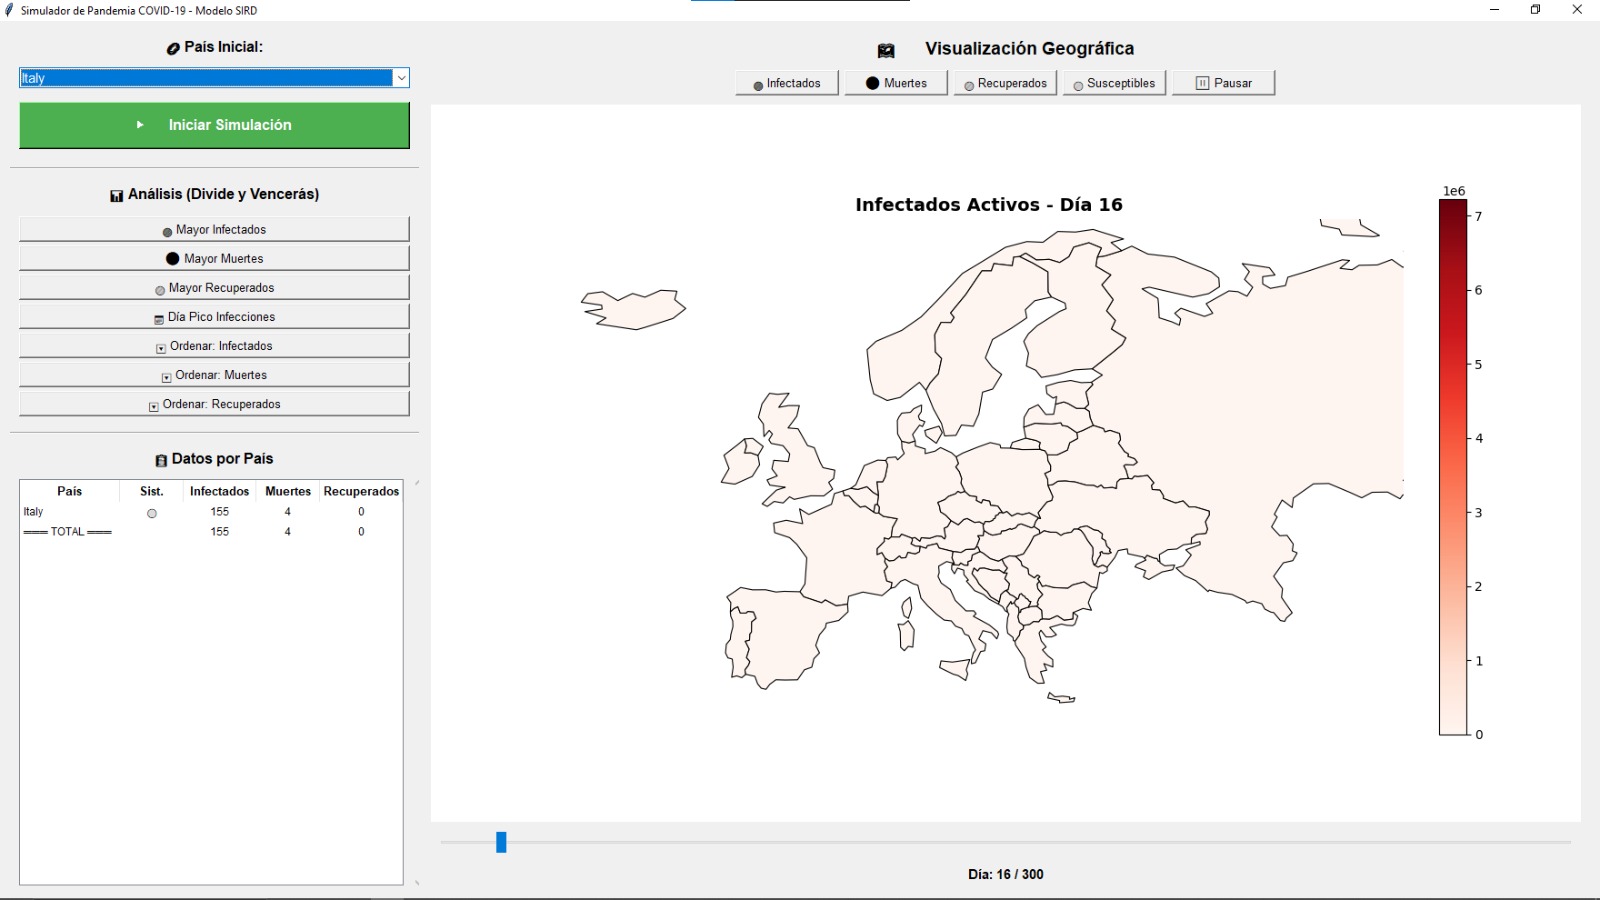 Simulador de Pandemia COVID-19 - Modelo SIRD
País Inicial:
Italy
Iniciar Simulación
Análisis (Divide y Vencerás)
Mayor Infectados
Mayor Muertes
Mayor Recuperados
Día Pico Infecciones
Ordenar: Infectados
Ordenar: Muertes
Ordenar: Recuperados
Datos por País
País Sist. Infectados Muertes Recuperados
Italy 155 4 0
═══ TOTAL ═══ 155 4 0
Visualización Geográfica
Infectados Muertes Recuperados Susceptibles Pausar
Infectados Activos - Día 16
1e6
7
6
5
4
3
2
1
0
Día: 16 / 300